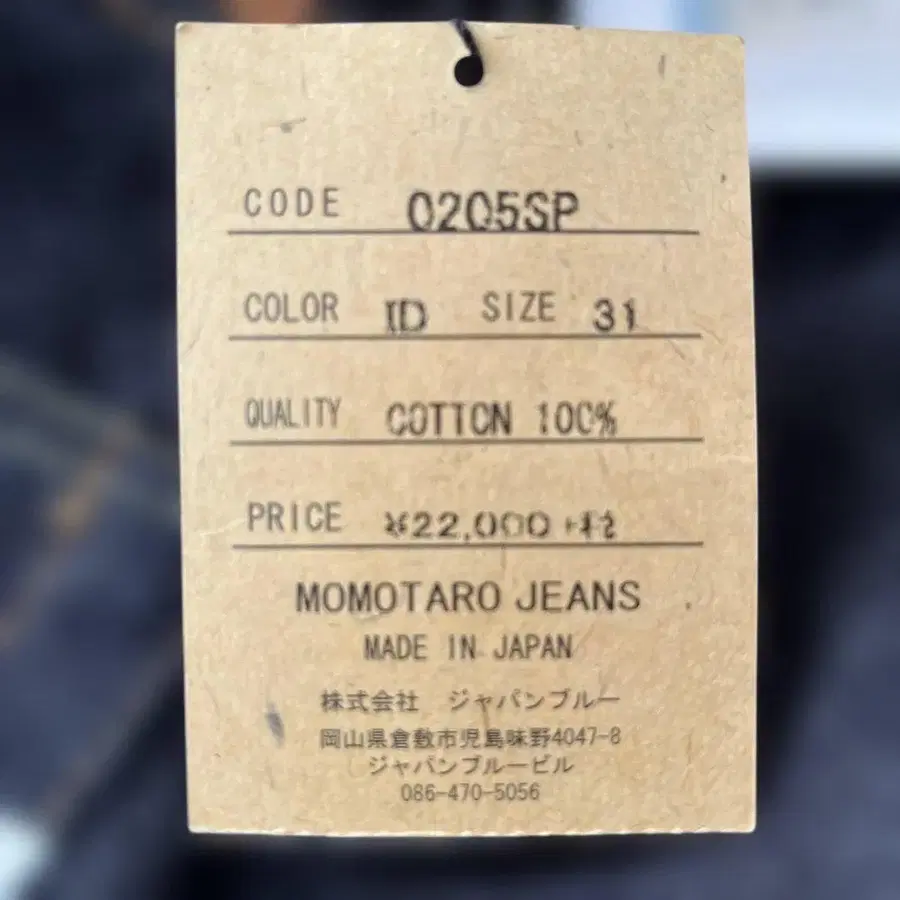 CODE 0205SP
COLOR ID SIZE 31
QUALITY COTTON 100%
PRICE ¥22,000 +税
MOMOTARO JEANS
MADE IN JAPAN
株式会社 ジャパンブルー
岡山県倉敷市児島味野4047-8
ジャパンブルービル
086-470-5056